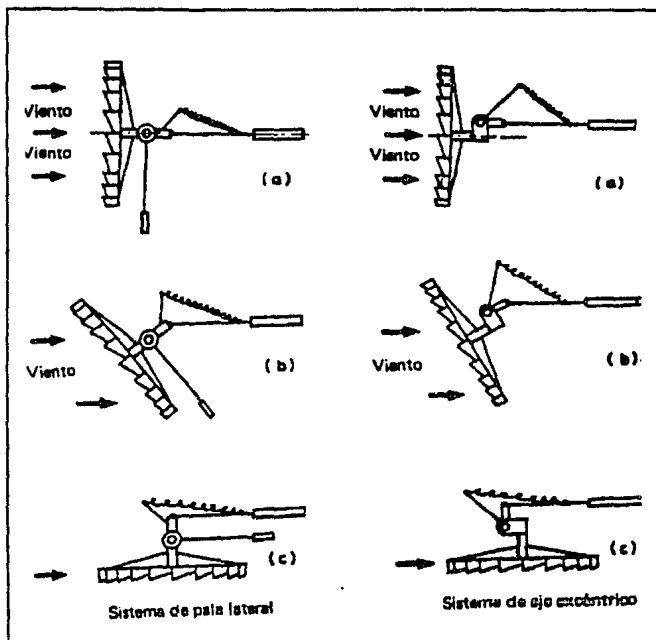 Viento
Viento
(a)
Viento
Viento
(a)
Viento
(b)
Viento
(b)
(c)
(c)
Sistema de pala lateral
Sistema de eje excéntrico